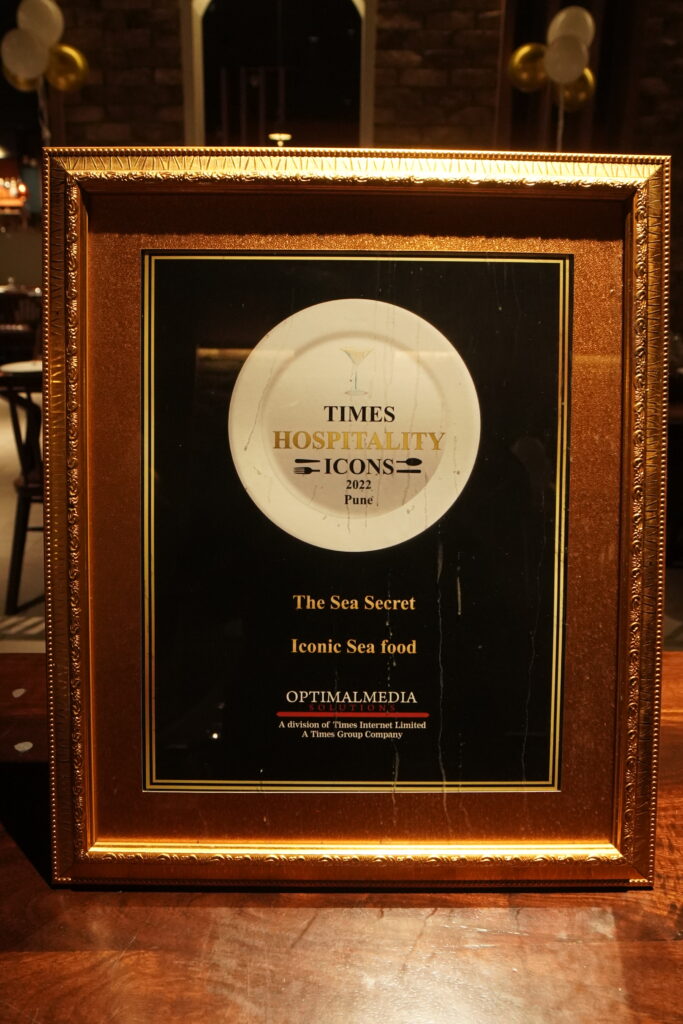 TIMES
HOSPITALITY
ICONS
2022
Pune
The Sea Secret
Iconic Sea food
OPTIMALMEDIA
SOLUTIONS
A division of Times Internet Limited
A Times Group Company